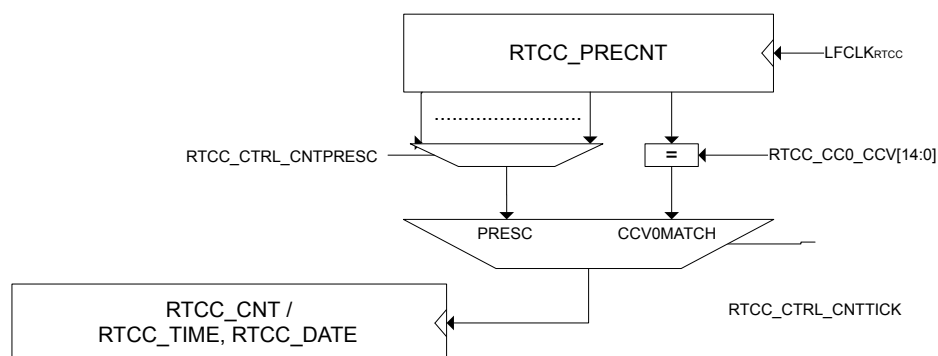 RTCC_PRECNT
LFCLKRTCC
RTCC_CTRL_CNTPRESC
=
RTCC_CC0_CCV[14:0]
PRESC
CCV0MATCH
RTCC_CNT /
RTCC_TIME, RTCC_DATE
RTCC_CTRL_CNTTICK